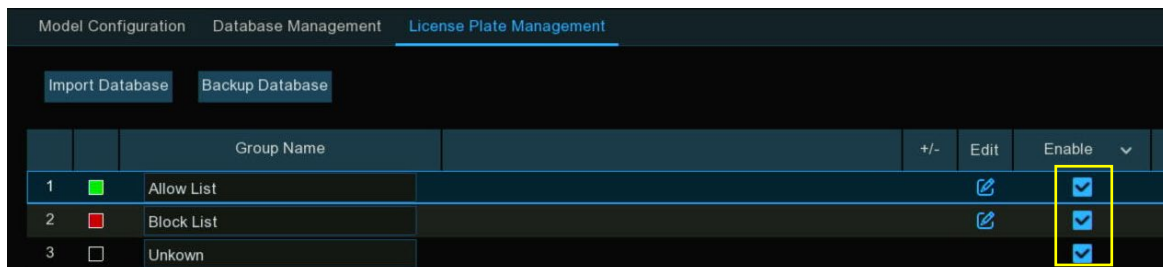 Model Configuration Database Management License Plate Management
Import Database Backup Database
Group Name +/- Edit Enable
1 Allow List
2 Block List
3 Unkown